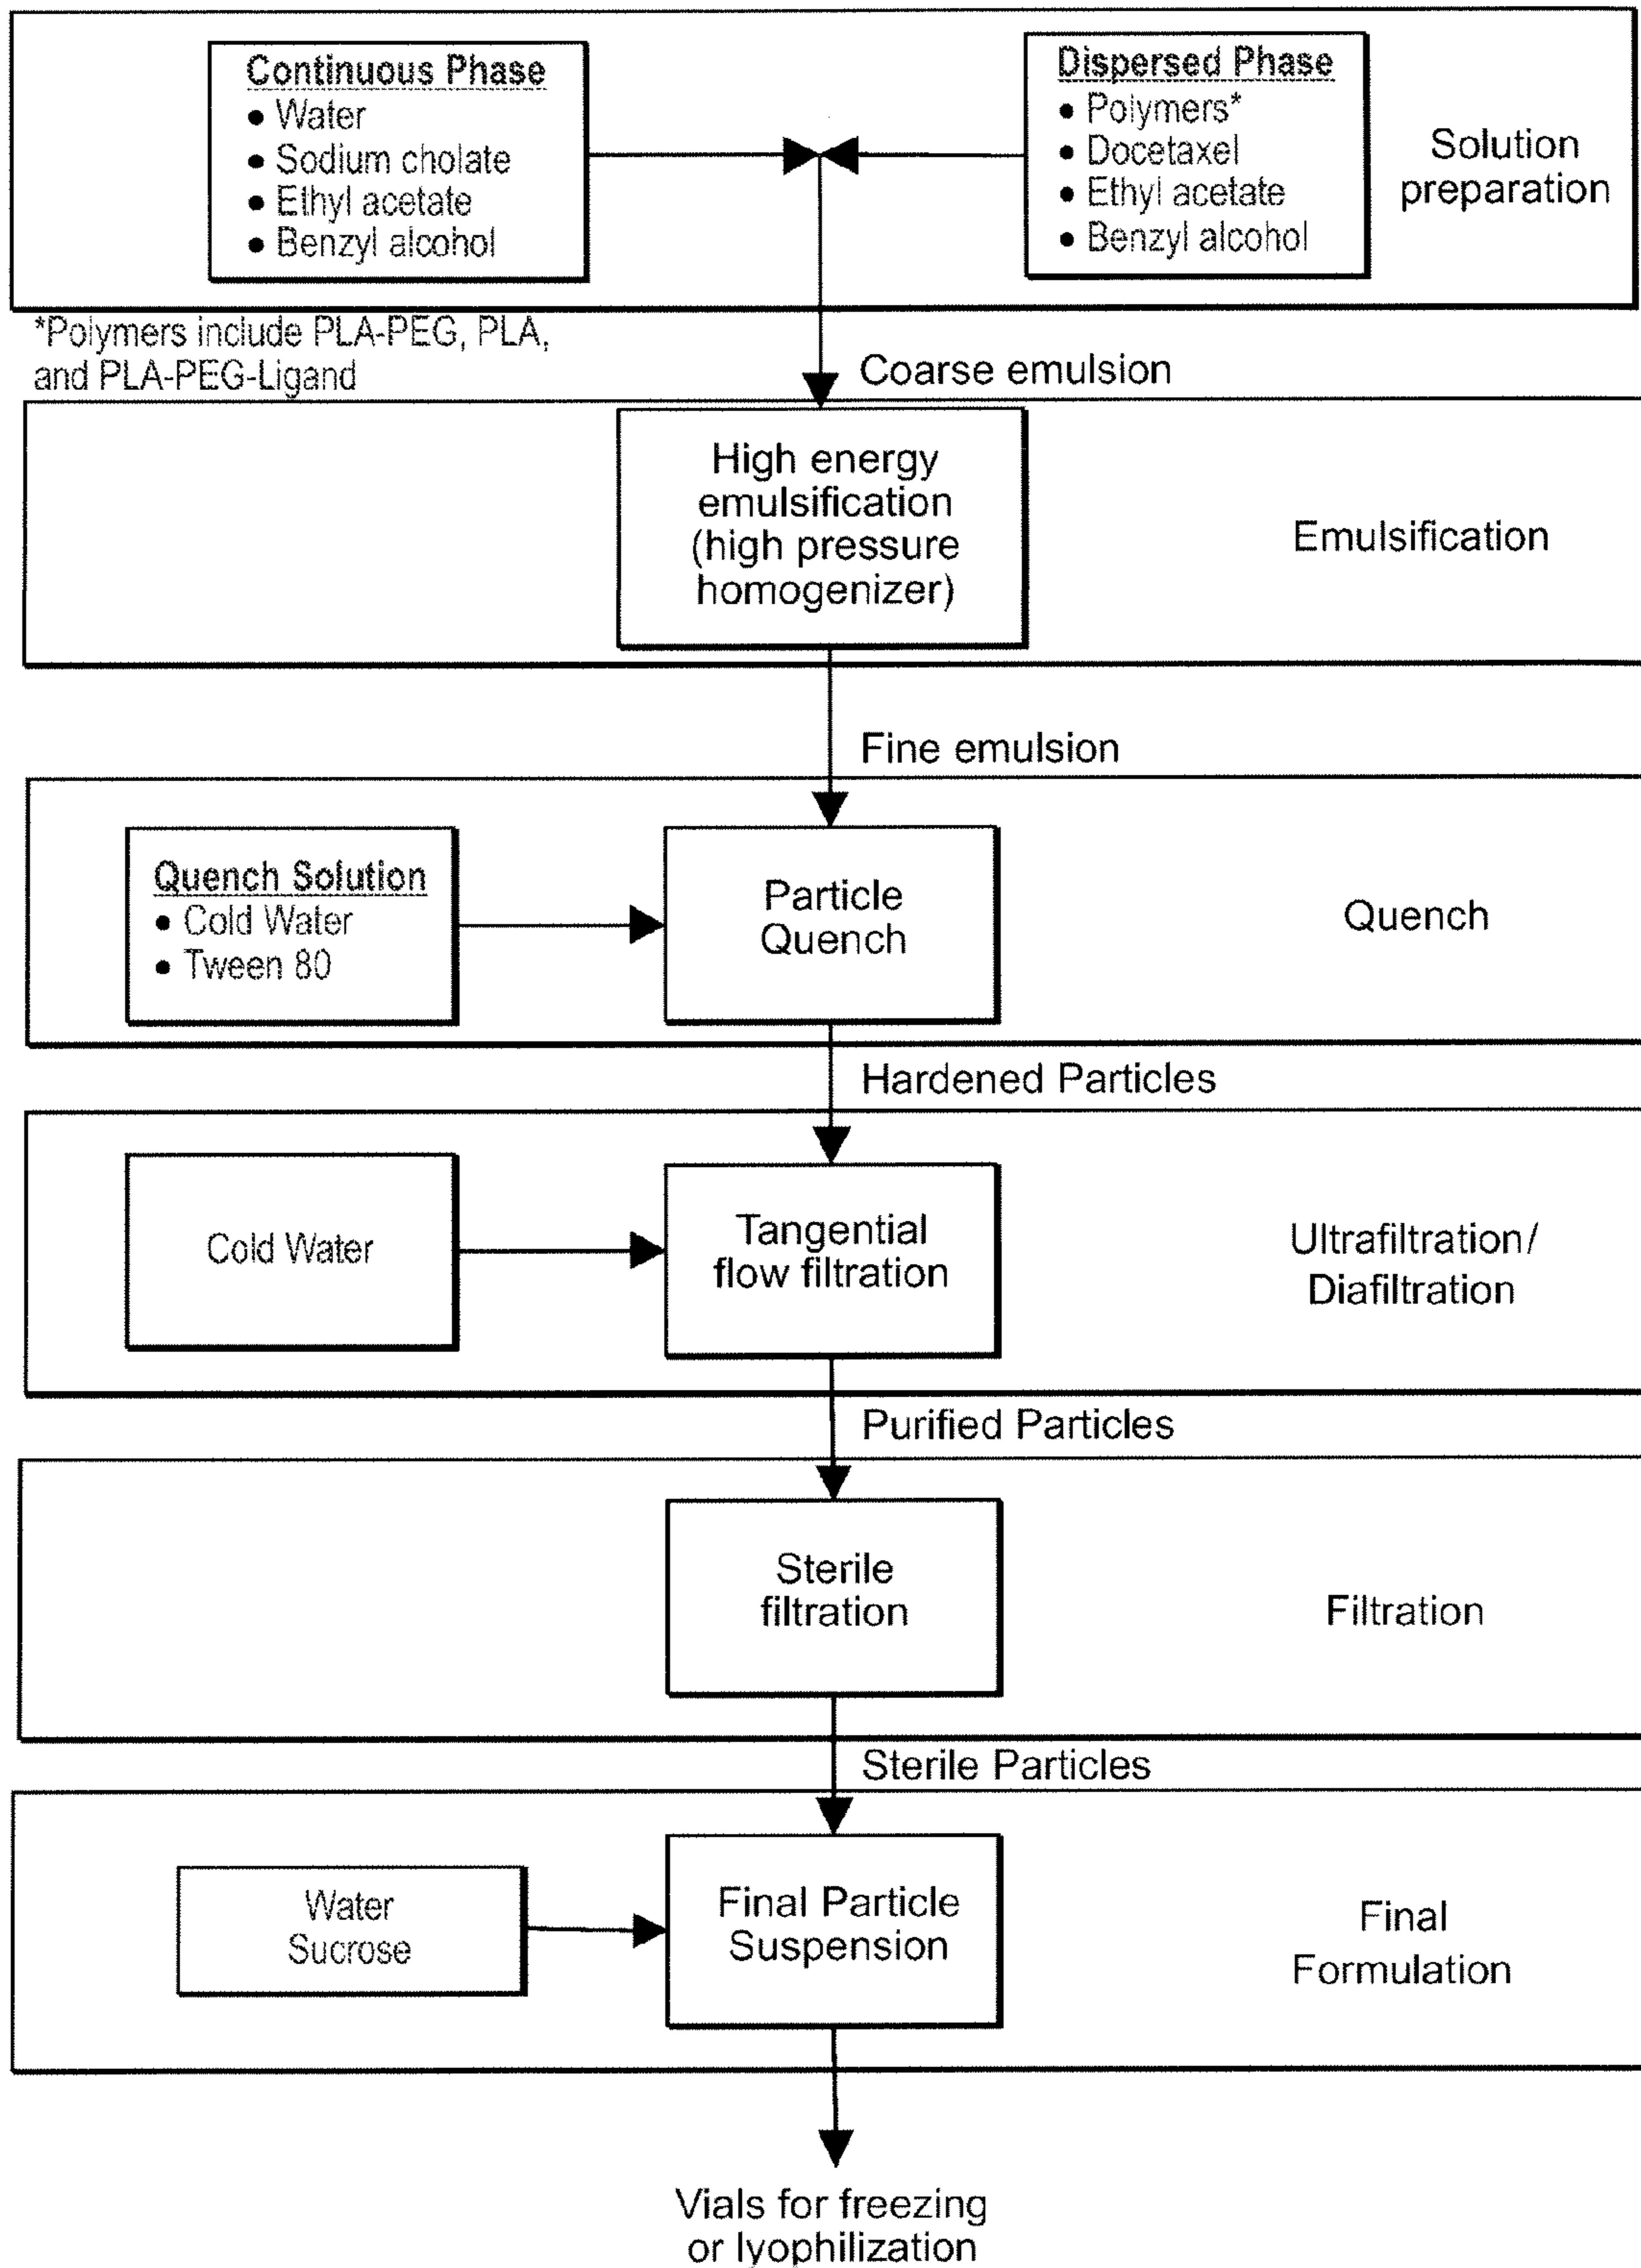 Continuous Phase
• Water
• Sodium cholate
• Ethyl acetate
• Benzyl alcohol
Dispersed Phase
• Polymers*
• Docetaxel
• Ethyl acetate
• Benzyl alcohol
Solution
preparation
*Polymers include PLA-PEG, PLA,
and PLA-PEG-Ligand
Coarse emulsion
High energy
emulsification
(high pressure
homogenizer)
Emulsification
Fine emulsion
Quench Solution
• Cold Water
• Tween 80
Particle
Quench
Quench
Hardened Particles
Cold Water
Tangential
flow filtration
Ultrafiltration/
Diafiltration
Purified Particles
Sterile
filtration
Filtration
Sterile Particles
Water
Sucrose
Final Particle
Suspension
Final
Formulation
Vials for freezing
or lyophilization